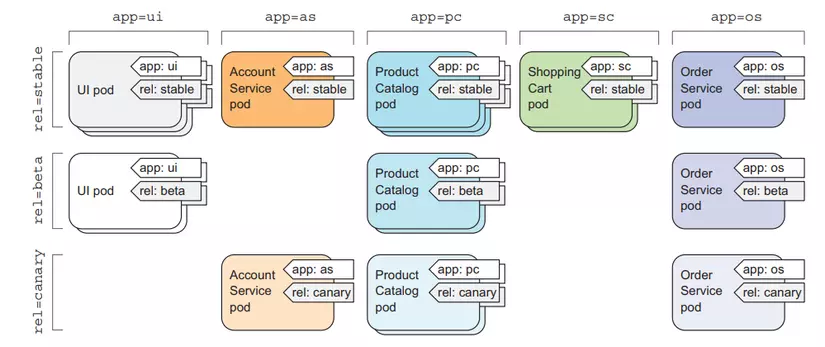 app=ui
app=as
app=pc
app=sc
app=os
rel=stable
UI pod
app: ui
rel: stable
Account
Service
pod
app: as
rel: stable
Product
Catalog
pod
app: pc
rel: stable
Shopping
Cart
pod
app: sc
rel: stable
Order
Service
pod
app: os
rel: stable
rel=beta
UI pod
app: ui
rel: beta
Product
Catalog
pod
app: pc
rel: beta
Order
Service
pod
app: os
rel: beta
rel=canary
Account
Service
pod
app: as
rel: canary
Product
Catalog
pod
app: pc
rel: canary
Order
Service
pod
app: os
rel: canary